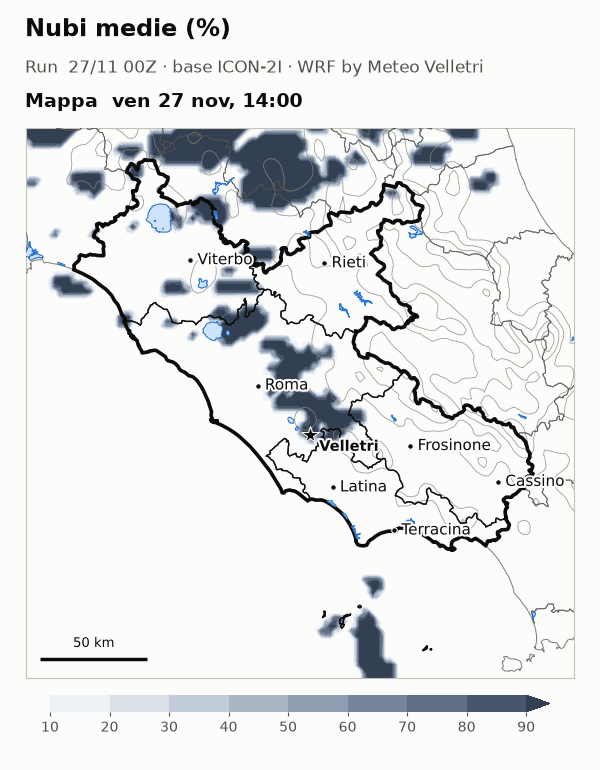 Nubi medie (%)
Run  27/11 00Z · base ICON-2I · WRF by Meteo Velletri
Mappa  ven 27 nov, 14:00
Viterbo
Rieti
Roma
Velletri
Frosinone
Latina
Cassino
Terracina
50 km
10 20 30 40 50 60 70 80 90